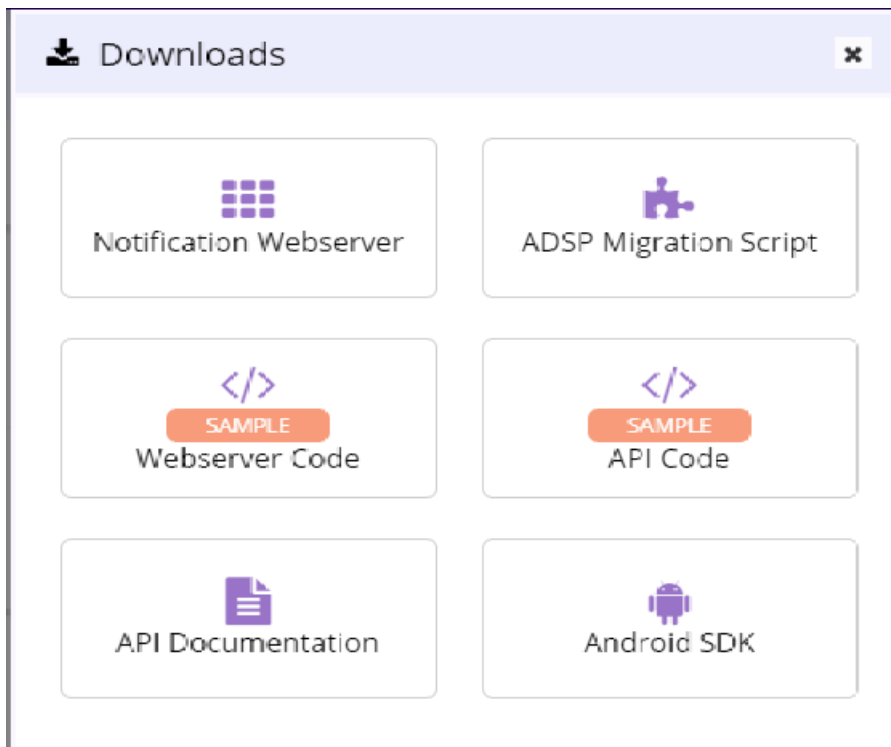 Downloads
Notification Webserver
ADSP Migration Script
SAMPLE
Webserver Code
SAMPLE
API Code
API Documentation
Android SDK